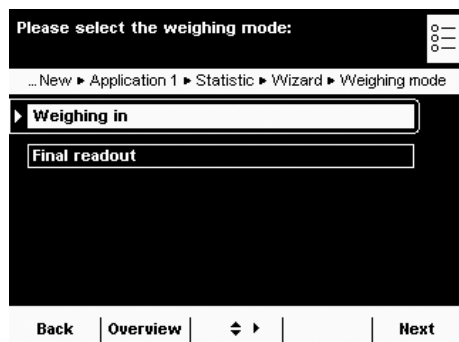 Please select the weighing mode:
... New ▸ Application 1 ▸ Statistic ▸ Wizard ▸ Weighing mode
Weighing in
Final readout
Back Overview Next